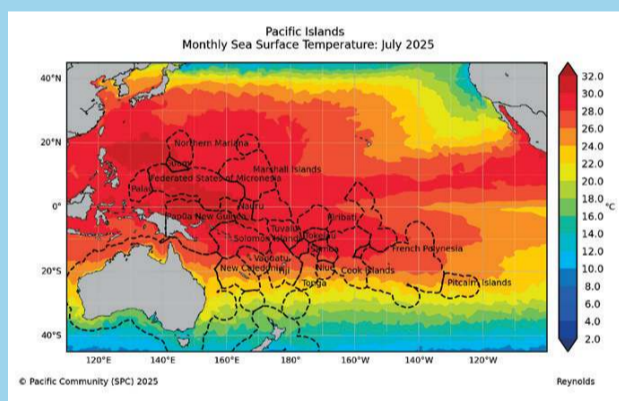 Pacific Islands
Monthly Sea Surface Temperature: July 2025
40°N
20°N
0°
20°S
40°S
Northern Mariana
Guam
Marshall Islands
Federated States of Micronesia
Palau
Nauru
Papua New Guinea
Kiribati
Tuvalu
Solomon Islands
Tokelau
Samoa
French Polynesia
Vanuatu
New Caledonia
Fiji
Niue
Cook Islands
Tonga
Pitcairn Islands
120°E
140°E
160°E
180°
160°W
140°W
120°W
32.0
30.0
28.0
26.0
24.0
22.0
20.0
18.0
16.0
14.0
12.0
10.0
8.0
6.0
4.0
2.0
°C
© Pacific Community (SPC) 2025
Reynolds